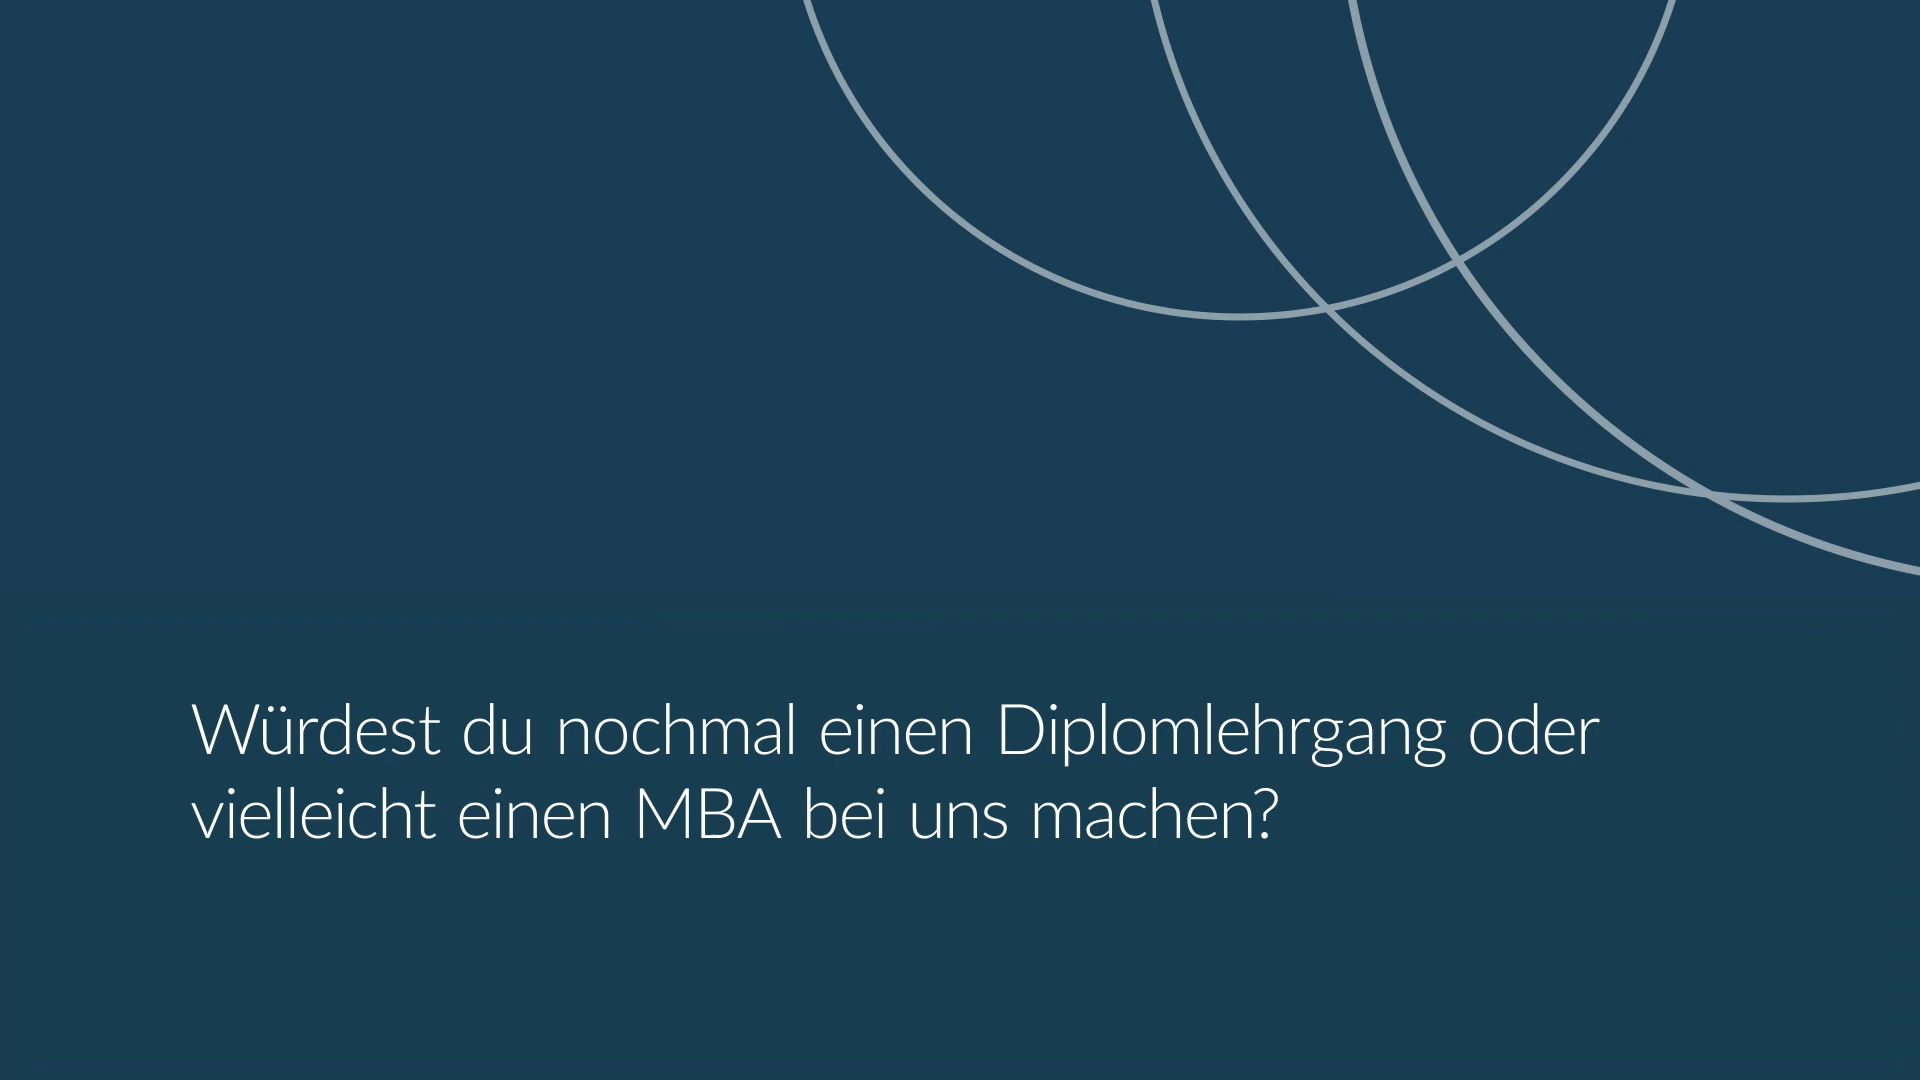 Würdest du nochmal einen Diplomlehrgang oder
vielleicht einen MBA bei uns machen?